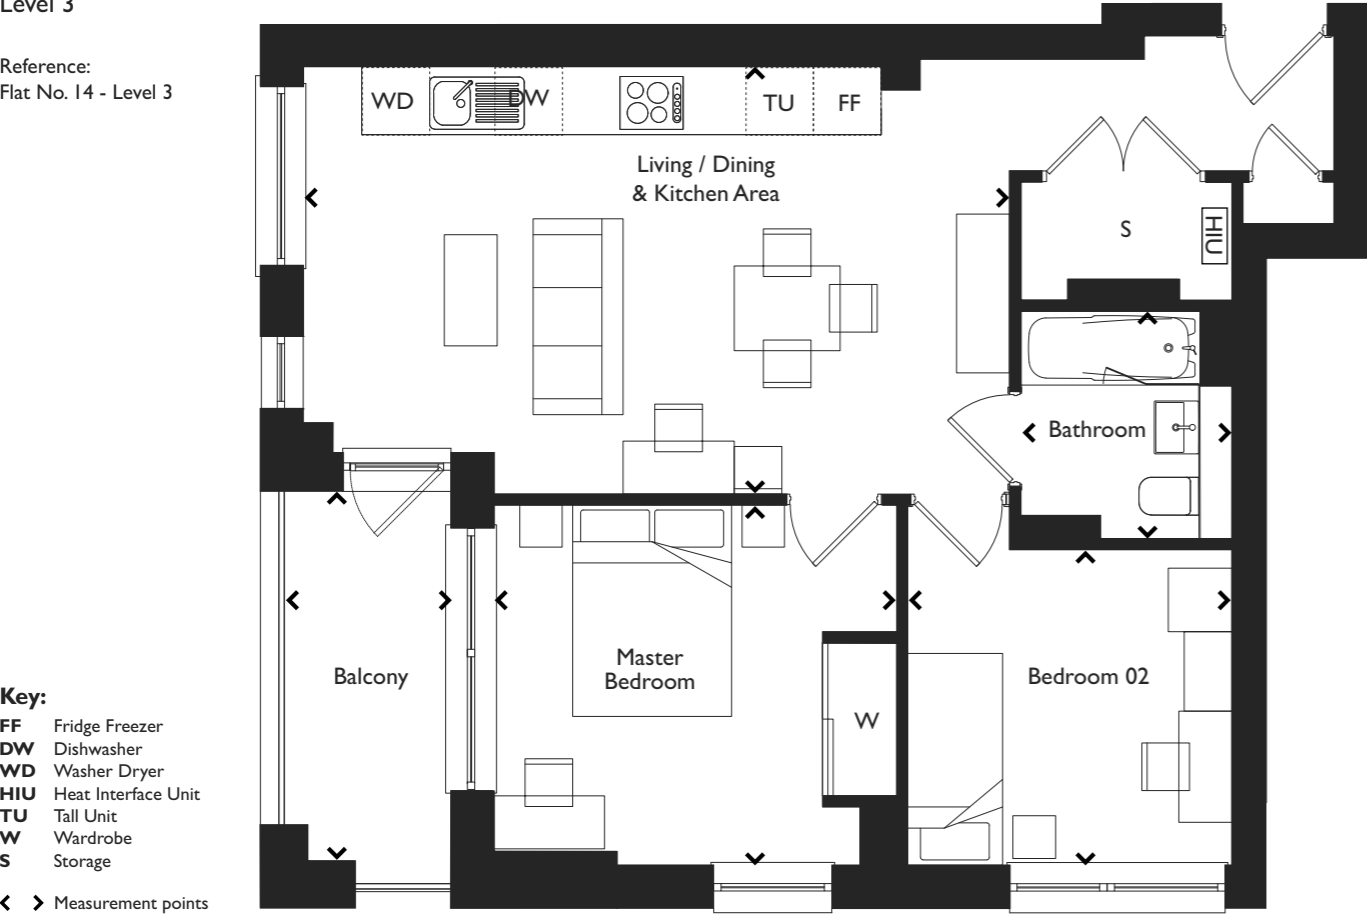 Level 3
Reference:
Flat No. 14 - Level 3
WD
DW
TU
FF
Living / Dining
& Kitchen Area
S
HIU
Bathroom
Balcony
Master
Bedroom
W
Bedroom 02
Key:
FF Fridge Freezer
DW Dishwasher
WD Washer Dryer
HIU Heat Interface Unit
TU Tall Unit
W Wardrobe
S Storage
Measurement points